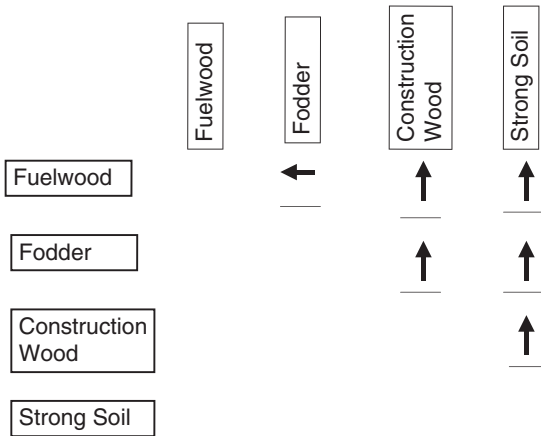 Fuelwood
Fodder
Construction
Wood
Strong Soil
Fuelwood
Fodder
Construction
Wood
Strong Soil